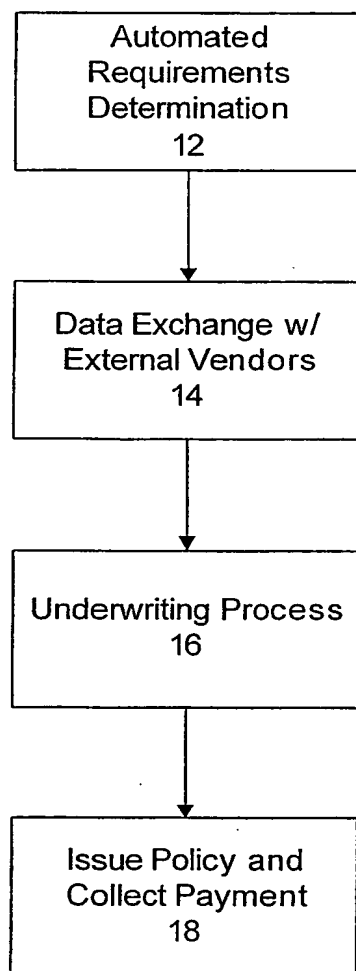 Automated
Requirements
Determination
12
Data Exchange w/
External Vendors
14
Underwriting Process
16
Issue Policy and
Collect Payment
18